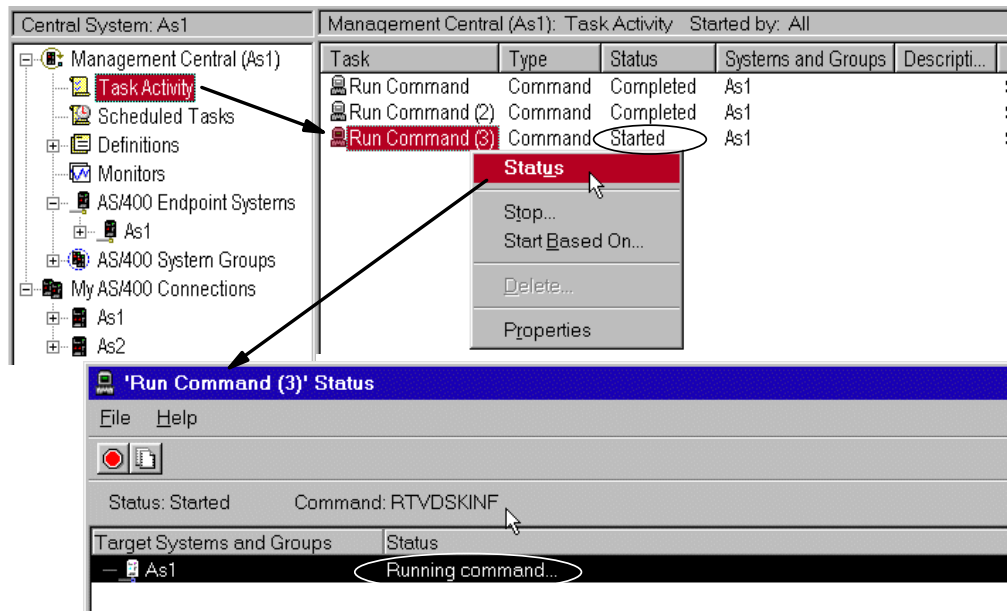 Central System: As1
Management Central (As1): Task Activity Started by: All
Management Central (As1)
Task Activity
Scheduled Tasks
Definitions
Monitors
AS/400 Endpoint Systems
As1
AS/400 System Groups
My AS/400 Connections
As1
As2
Task Type Status Systems and Groups Descripti...
Run Command Command Completed As1
Run Command (2) Command Completed As1
Run Command (3) Command Started As1
Status
Stop...
Start Based On...
Delete...
Properties
'Run Command (3)' Status
File Help
Status: Started Command: RTVDSKINF
Target Systems and Groups Status
As1 Running command...